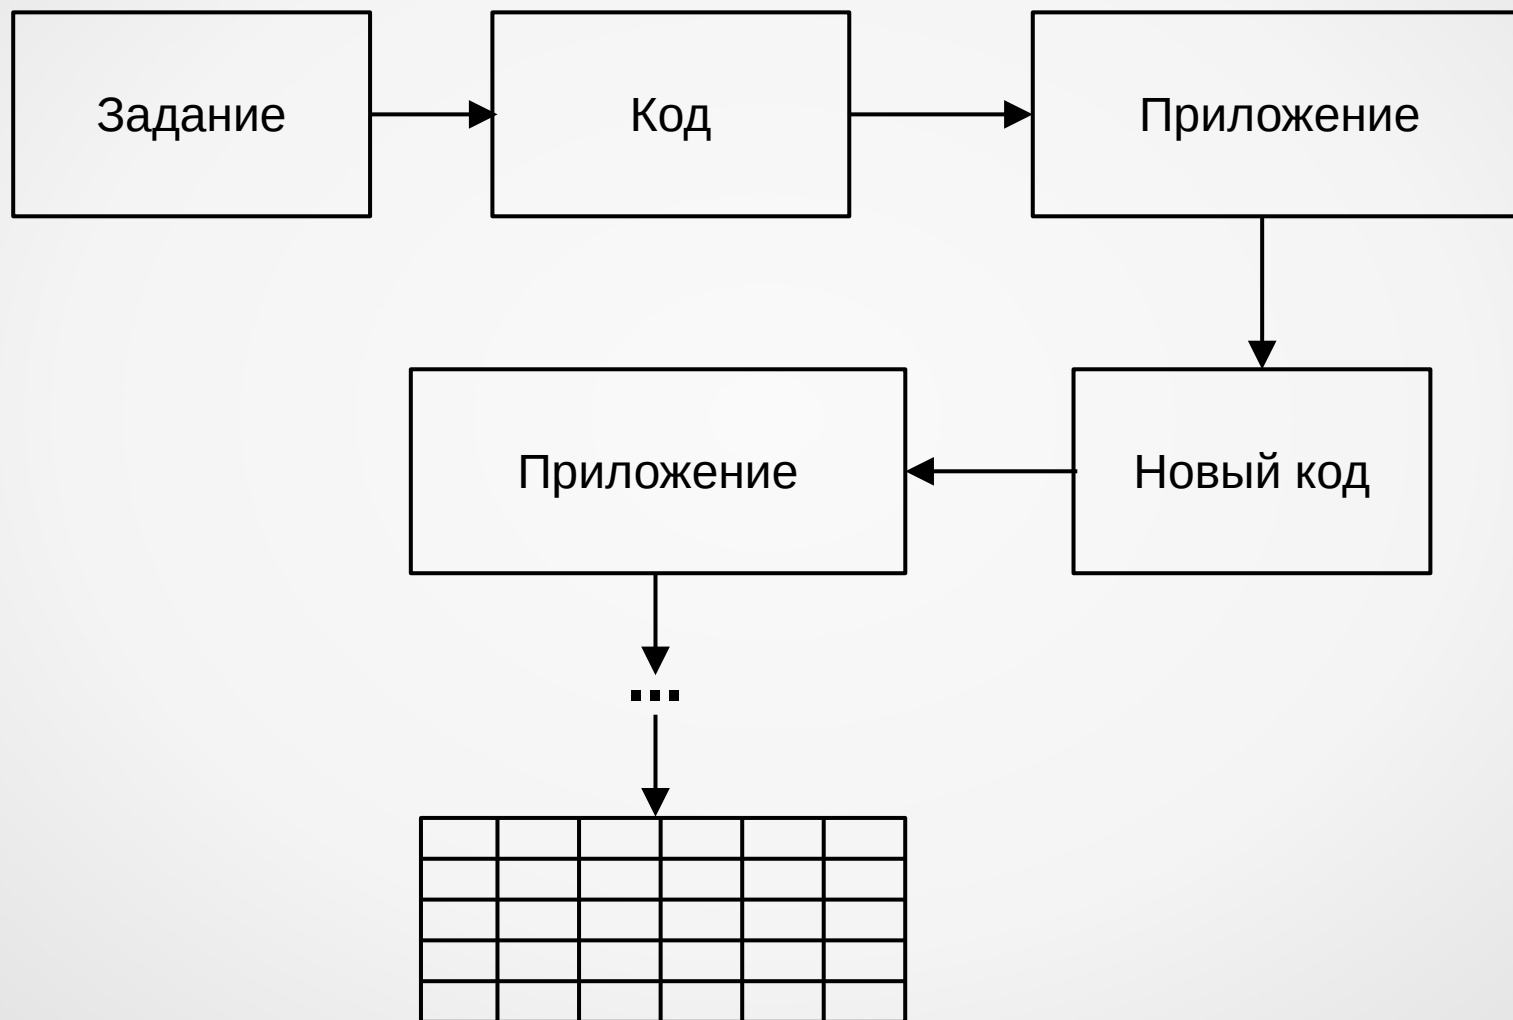 Задание
Код
Приложение
Приложение
Новый код
...